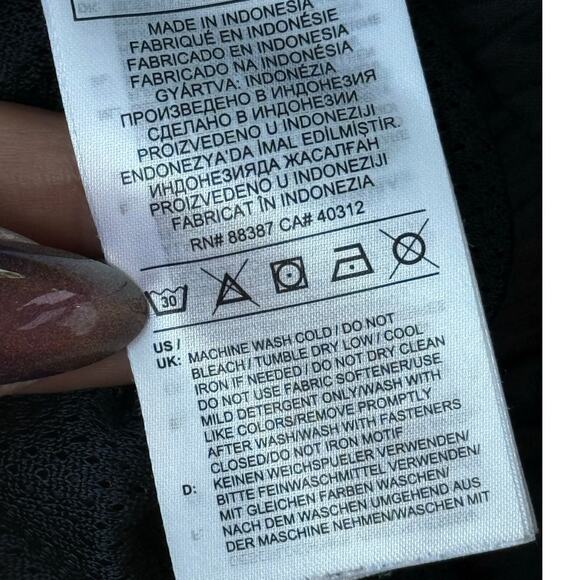 MADE IN INDONESIA
FABRIQUÉ EN INDONÉSIE
FABRICADO EN INDONESIA
FABRICADO NA INDONÉSIA
GYÁRTVA: INDONÉZIA
ПРОИЗВЕДЕНО В ИНДОНЕЗИЯ
СДЕЛАНО В ИНДОНЕЗИИ
PROIZVEDENO U INDONEZIJI
ENDONEZYA'DA İMAL EDİLMİŞTİR.
ИНДОНЕЗИЯДА ЖАСАЛҒАН
PROIZVEDENO U INDONEZIJI
FABRICAT ÎN INDONEZIA
RN# 88387 CA# 40312
30
US /
UK: MACHINE WASH COLD / DO NOT
BLEACH / TUMBLE DRY LOW / COOL
IRON IF NEEDED / DO NOT DRY CLEAN
DO NOT USE FABRIC SOFTENER/USE
MILD DETERGENT ONLY/WASH WITH
LIKE COLORS/REMOVE PROMPTLY
AFTER WASH/WASH WITH FASTENERS
CLOSED/DO NOT IRON MOTIF
D: KEINEN WEICHSPUELER VERWENDEN/
BITTE FEINWASCHMITTEL VERWENDEN/
MIT GLEICHEN FARBEN WASCHEN/
NACH DEM WASCHEN UMGEHEND AUS
DER MASCHINE NEHMEN/WASCHEN MIT